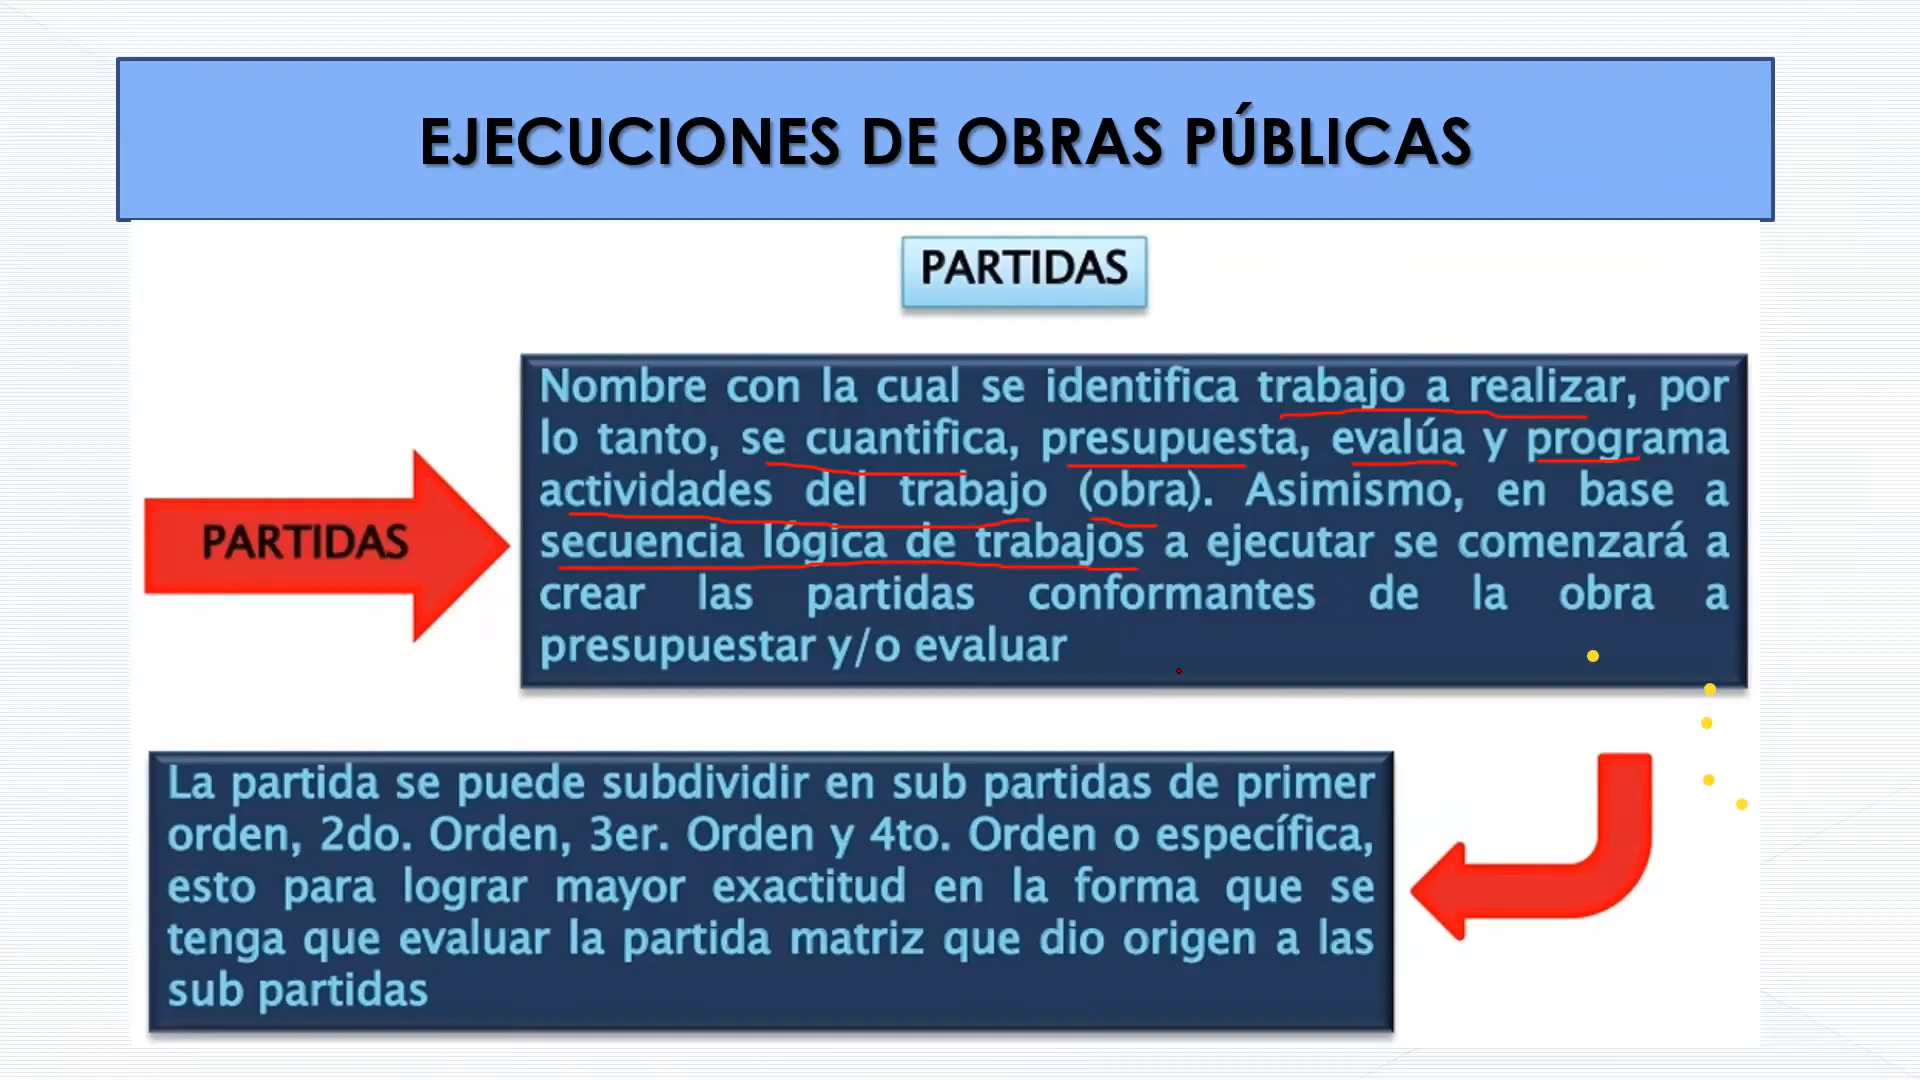 EJECUCIONES DE OBRAS PÚBLICAS
PARTIDAS
Nombre con la cual se identifica trabajo a realizar, por
lo tanto, se cuantifica, presupuesta, evalúa y programa
actividades del trabajo (obra). Asimismo, en base a
secuencia lógica de trabajos a ejecutar se comenzará a
crear las partidas conformantes de la obra a
presupuestar y/o evaluar
PARTIDAS
La partida se puede subdividir en sub partidas de primer
orden, 2do. Orden, 3er. Orden y 4to. Orden o específica,
esto para lograr mayor exactitud en la forma que se
tenga que evaluar la partida matriz que dio origen a las
sub partidas